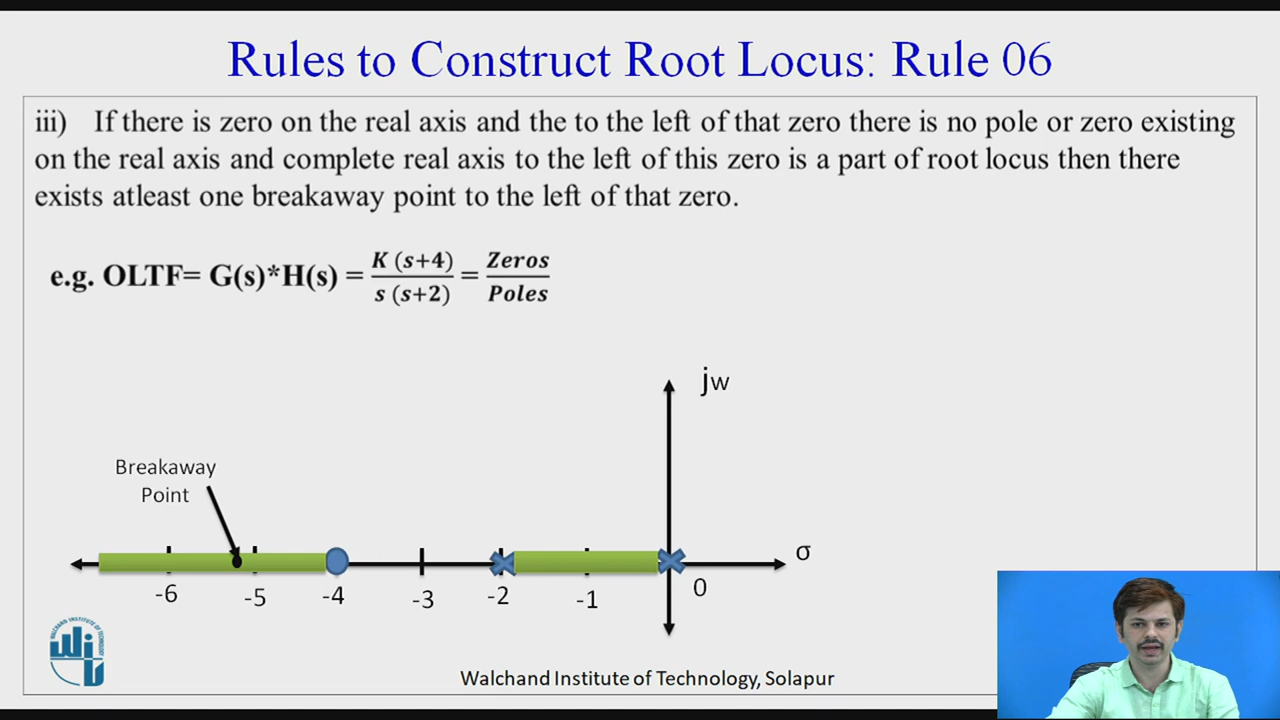 Rules to Construct Root Locus: Rule 06
iii) If there is zero on the real axis and the to the left of that zero there is no pole or zero existing
on the real axis and complete real axis to the left of this zero is a part of root locus then there
exists atleast one breakaway point to the left of that zero.
e.g. OLTF= G(s)*H(s) = K (s+4) / s (s+2) = Zeros / Poles
jw
Breakaway
Point
σ
-6 -5 -4 -3 -2 -1 0
WALCHAND INSTITUTE OF TECHNOLOGY
Walchand Institute of Technology, Solapur